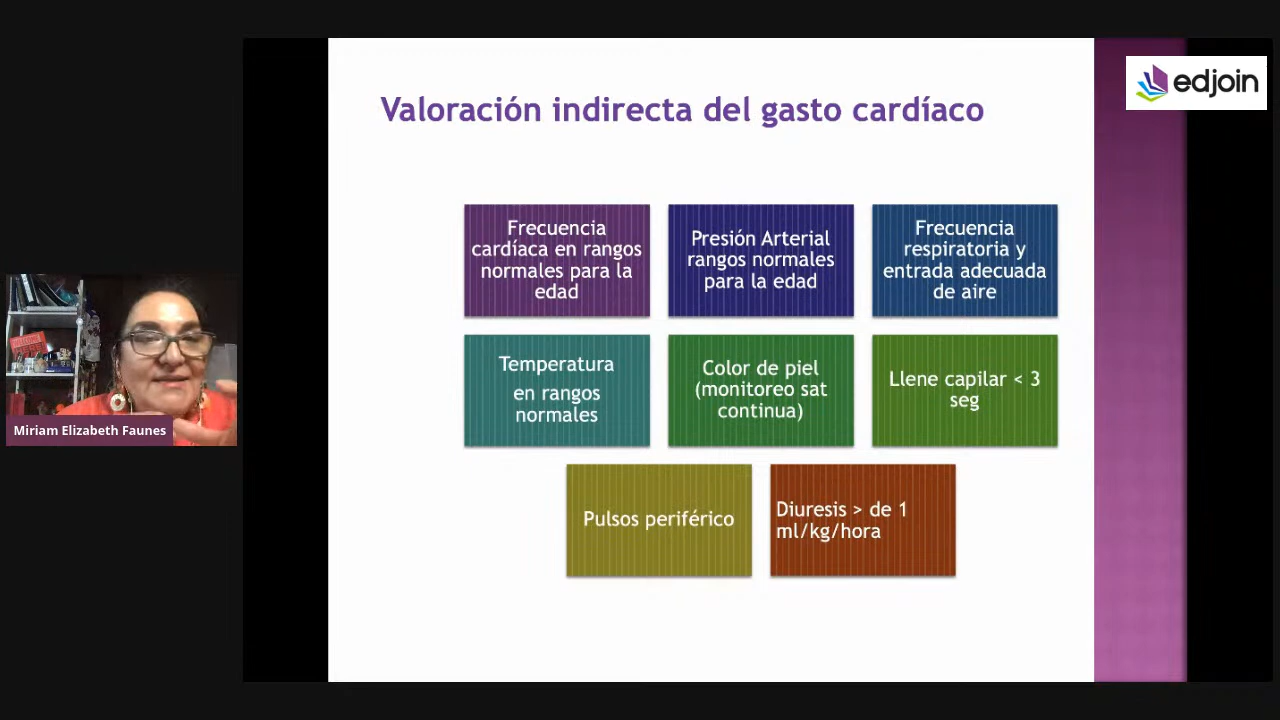 edjoin
Valoración indirecta del gasto cardíaco
Frecuencia
cardíaca en rangos
normales para la
edad
Presión Arterial
rangos normales
para la edad
Frecuencia
respiratoria y
entrada adecuada
de aire
Temperatura
en rangos
normales
Color de piel
(monitoreo sat
continua)
Llene capilar < 3
seg
Pulsos periférico
Diuresis > de 1
ml/kg/hora
Miriam Elizabeth Faunes